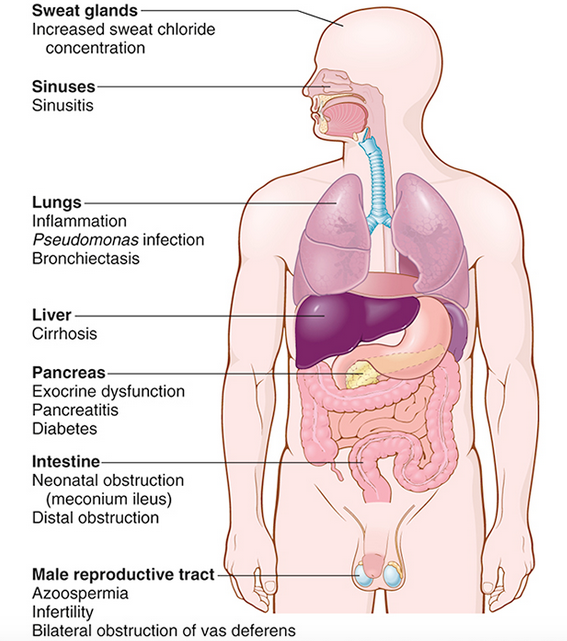 Sweat glands
Increased sweat chloride
concentration
Sinuses
Sinusitis
Lungs
Inflammation
Pseudomonas infection
Bronchiectasis
Liver
Cirrhosis
Pancreas
Exocrine dysfunction
Pancreatitis
Diabetes
Intestine
Neonatal obstruction
(meconium ileus)
Distal obstruction
Male reproductive tract
Azoospermia
Infertility
Bilateral obstruction of vas deferens